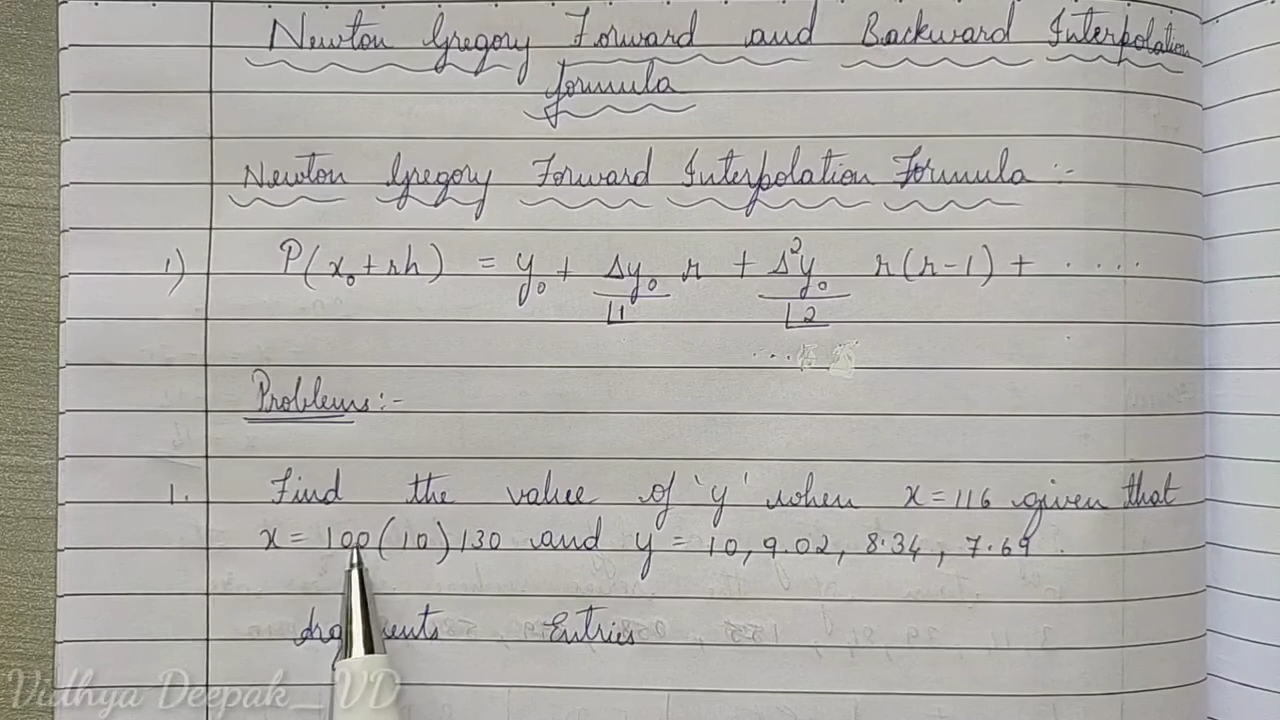 Newton Gregory Forward and Backward Interpolation
formula
Newton Gregory Forward Interpolation Formula :-
1) P(x₀+rh) = y₀ + Δy₀/⌊1 r + Δ²y₀/⌊2 r(r-1) + ....
...
Problems:-
1. Find the value of 'y' when x = 116 given that
x = 100(10)130 and y = 10, 9.02, 8.34, 7.69.
Entries
Vidhya Deepak_VD